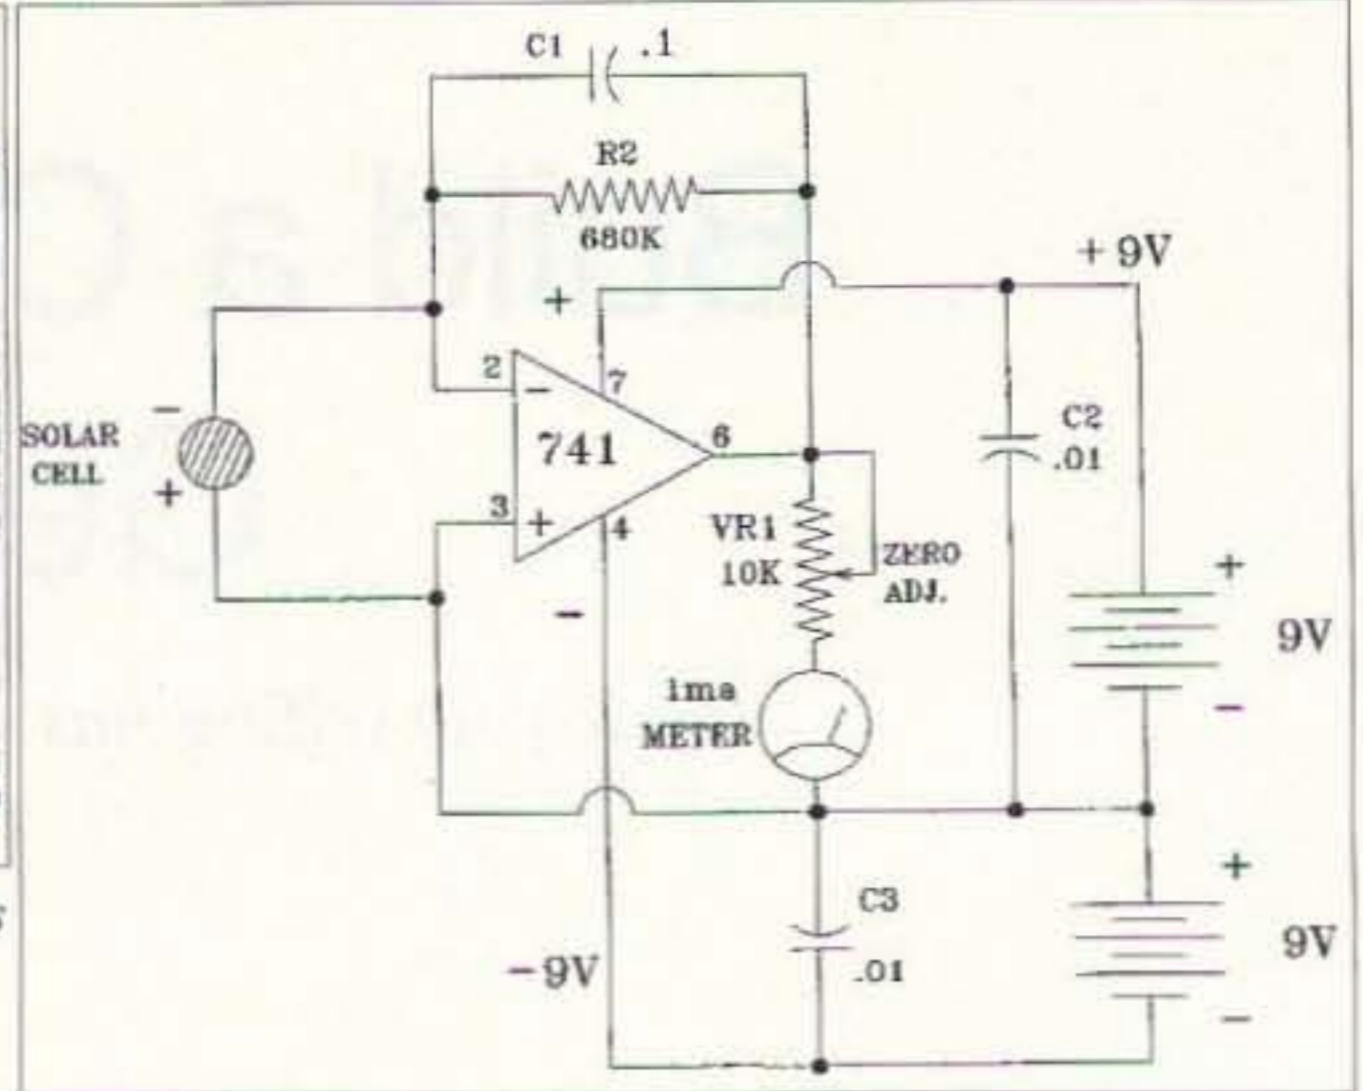 C1 .1
R2
680K
+9V
+
2
-
7
C2
.01
SOLAR
CELL
-
+
741
6
3
+
4
VR1
10K
ZERO
ADJ.
-
+
9V
-
1ma
METER
+
C3
.01
-9V
9V
-